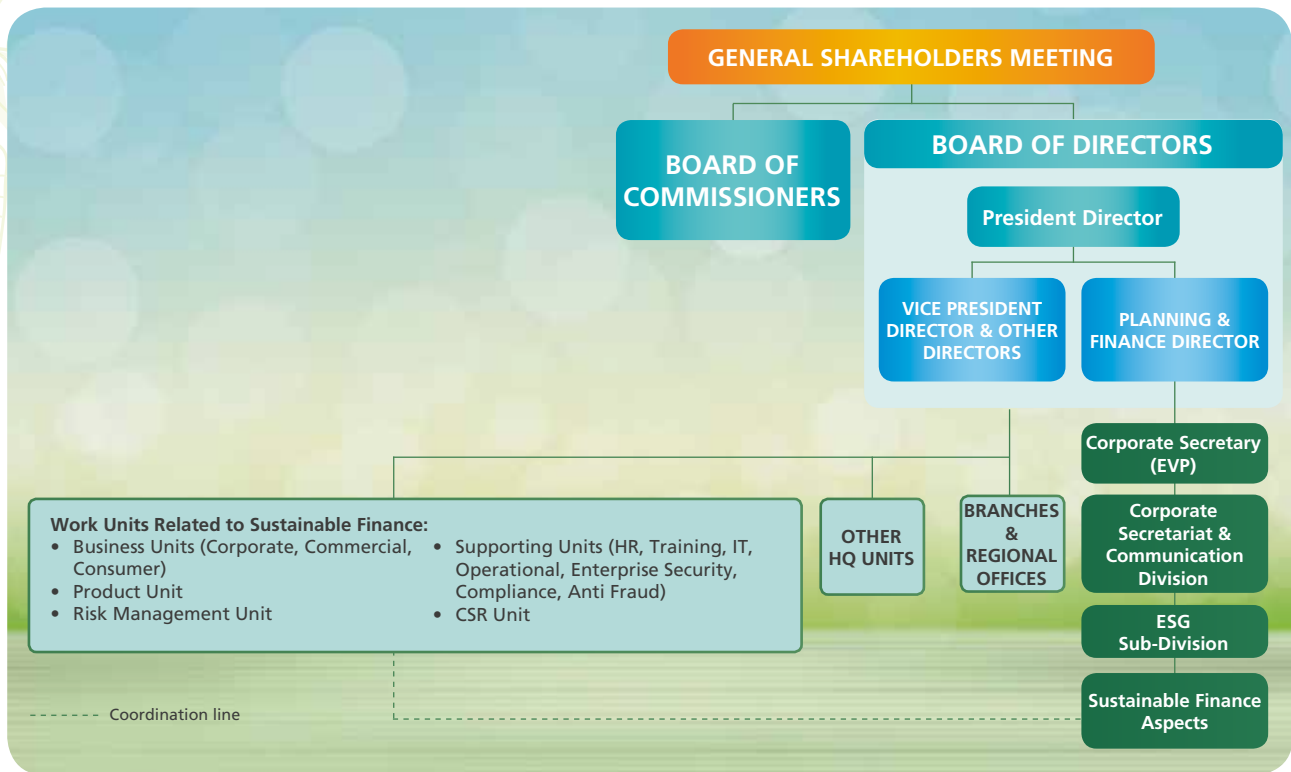 GENERAL SHAREHOLDERS MEETING
BOARD OF
COMMISSIONERS
BOARD OF DIRECTORS
President Director
VICE PRESIDENT
DIRECTOR & OTHER
DIRECTORS
PLANNING &
FINANCE DIRECTOR
Corporate Secretary
(EVP)
Work Units Related to Sustainable Finance:
• Business Units (Corporate, Commercial,
Consumer)
• Product Unit
• Risk Management Unit
• Supporting Units (HR, Training, IT,
Operational, Enterprise Security,
Compliance, Anti Fraud)
• CSR Unit
OTHER
HQ UNITS
BRANCHES
&
REGIONAL
OFFICES
Corporate
Secretariat &
Communication
Division
ESG
Sub-Division
Sustainable Finance
Aspects
Coordination line